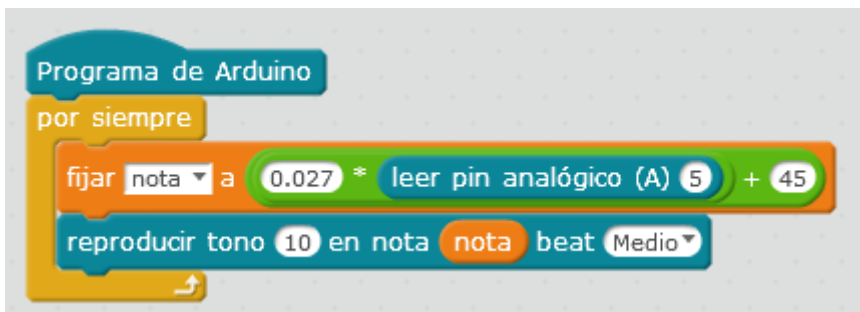 Programa de Arduino
por siempre
fijar nota a 0.027 * leer pin analógico (A) 5 + 45
reproducir tono 10 en nota nota beat Medio